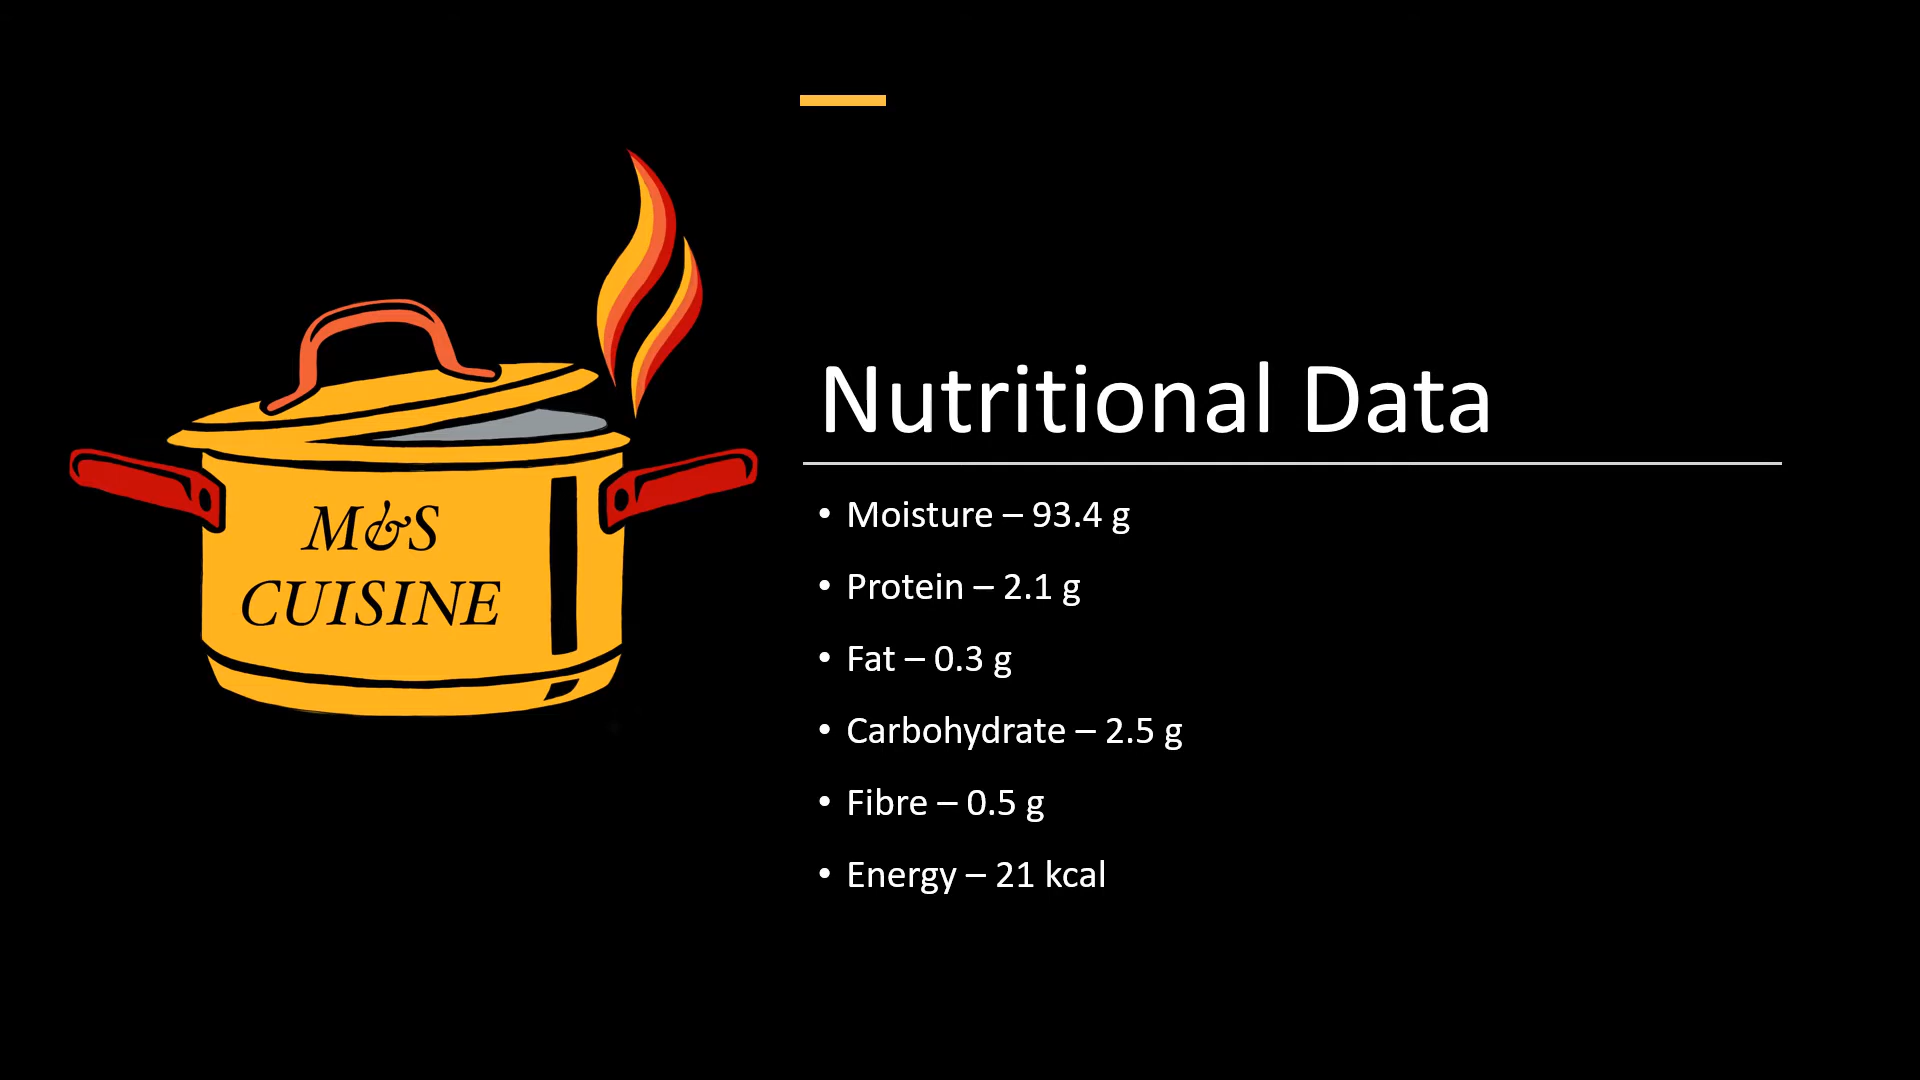 M&S
CUISINE
Nutritional Data
• Moisture – 93.4 g
• Protein – 2.1 g
• Fat – 0.3 g
• Carbohydrate – 2.5 g
• Fibre – 0.5 g
• Energy – 21 kcal